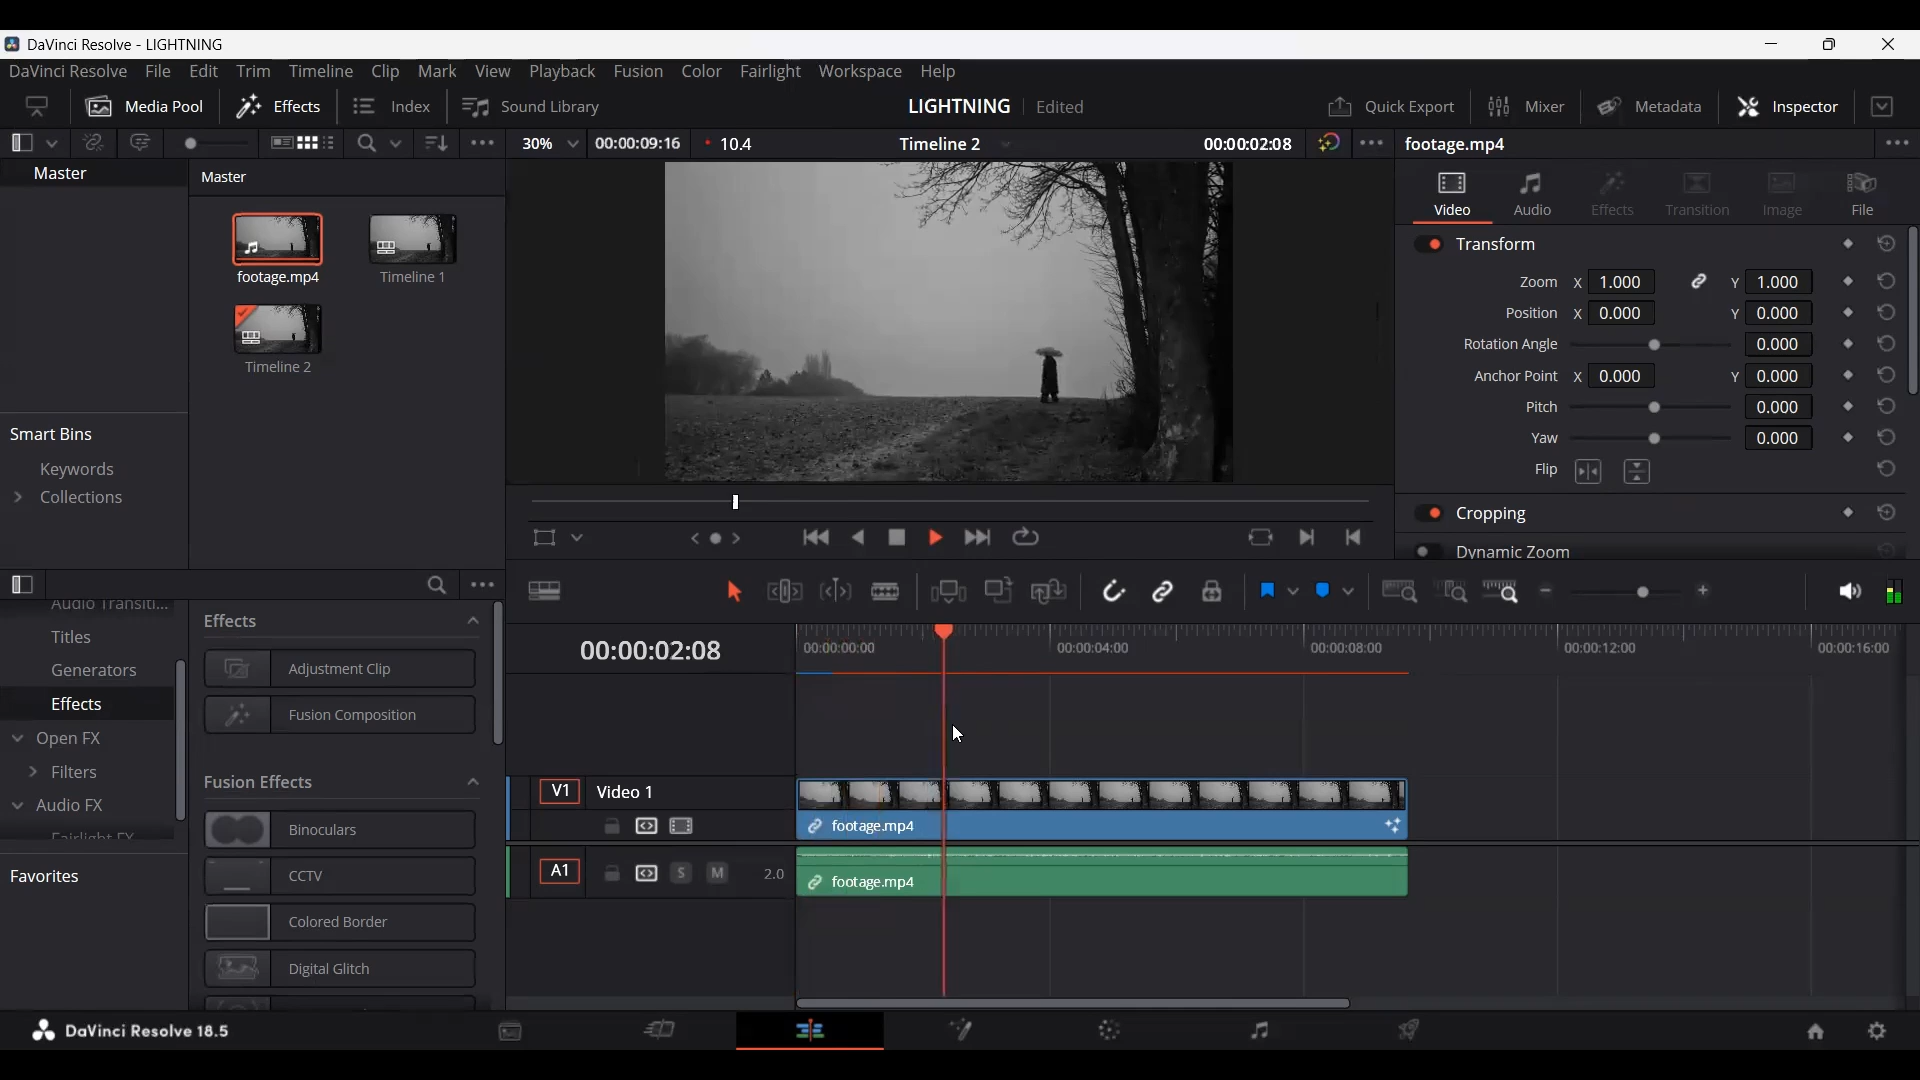 DaVinci Resolve - LIGHTNING
DaVinci Resolve File Edit Trim Timeline Clip Mark View Playback Fusion Color Fairlight Workspace Help
Media Pool Effects Index Sound Library LIGHTNING Edited Quick Export Mixer Metadata Inspector
30% 00:00:09:16 10.4 Timeline 2 00:00:02:08 footage.mp4
Master Master
footage.mp4 Timeline 1
Timeline 2
Smart Bins
Keywords
Collections
Video Audio Effects Transition Image File
Transform
Zoom X 1.000 Y 1.000
Position X 0.000 Y 0.000
Rotation Angle 0.000
Anchor Point X 0.000 Y 0.000
Pitch 0.000
Yaw 0.000
Flip
Cropping
Dynamic Zoom
Audio Transiti...
Titles
Generators
Effects
Open FX
Filters
Audio FX
Fairlight FX
Favorites
Effects
Adjustment Clip
Fusion Composition
Fusion Effects
Binoculars
CCTV
Colored Border
Digital Glitch
00:00:02:08 00:00:00:00 00:00:04:00 00:00:08:00 00:00:12:00 00:00:16:00
V1 Video 1
footage.mp4
A1 S M 2.0
footage.mp4
DaVinci Resolve 18.5